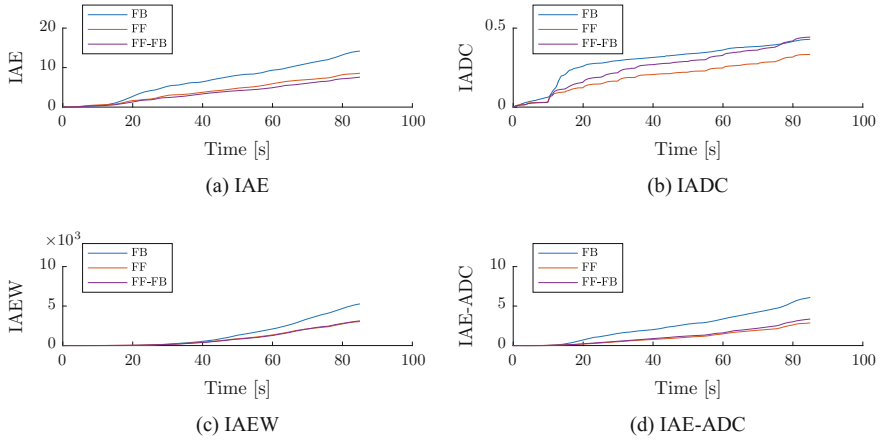 FB
FF
FF-FB
IAE
20
10
0
0 20 40 60 80 100
Time [s]
(a) IAE
FB
FF
FF-FB
IADC
0.5
0
0 20 40 60 80 100
Time [s]
(b) IADC
×10³
FB
FF
FF-FB
IAEW
10
5
0
0 20 40 60 80 100
Time [s]
(c) IAEW
FB
FF
FF-FB
IAE-ADC
10
5
0
0 20 40 60 80 100
Time [s]
(d) IAE-ADC